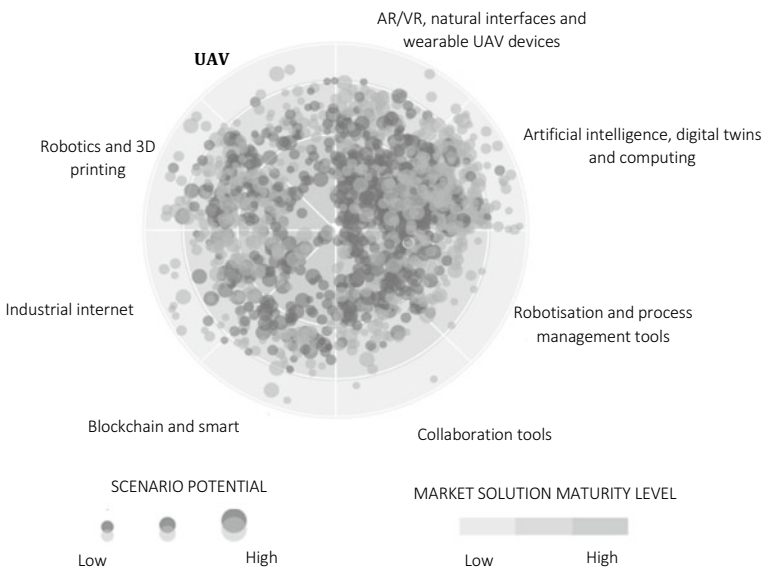 AR/VR, natural interfaces and
wearable UAV devices
UAV
Artificial intelligence, digital twins
and computing
Robotics and 3D
printing
Industrial internet
Robotisation and process
management tools
Blockchain and smart
Collaboration tools
SCENARIO POTENTIAL
MARKET SOLUTION MATURITY LEVEL
Low
High
Low
High